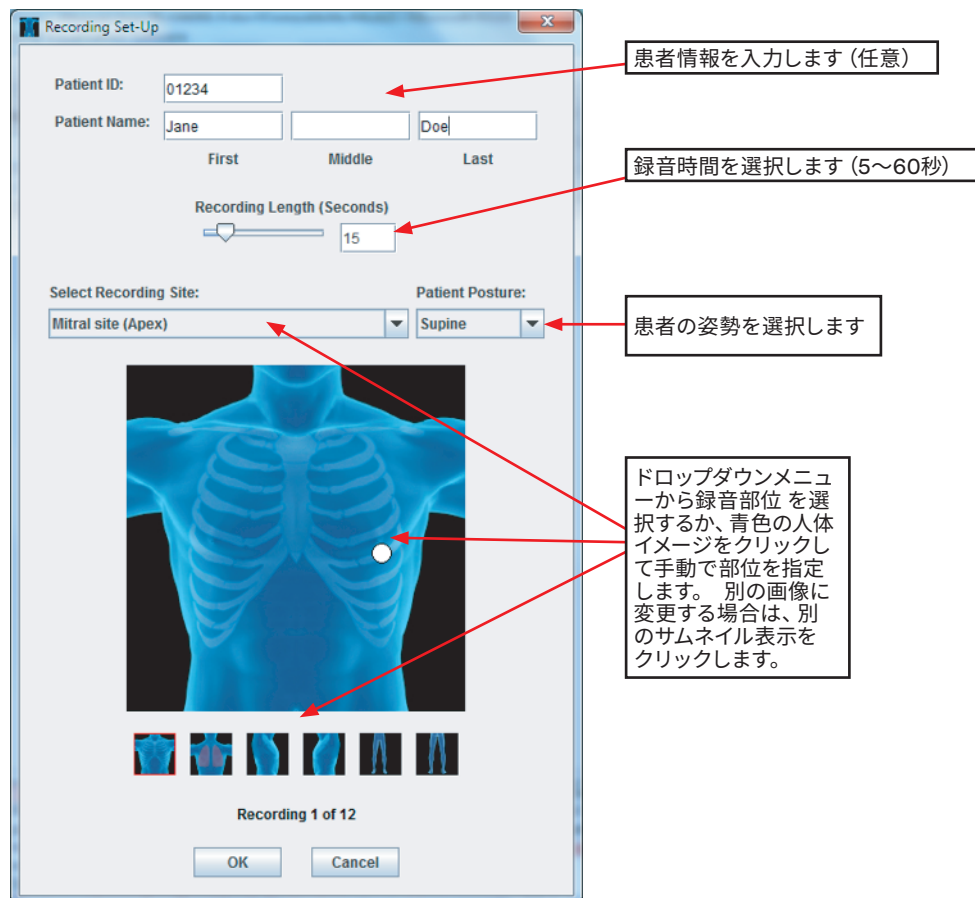 Recording Set-Up
患者情報を入力します（任意）
Patient ID:
01234
Patient Name:
Jane
Doe
First
Middle
Last
録音時間を選択します（5～60秒）
Recording Length (Seconds)
15
Select Recording Site:
Patient Posture:
Mitral site (Apex)
Supine
患者の姿勢を選択します
ドロップダウンメニュ
ーから録音部位 を選
択するか、青色の人体
イメージをクリックし
て手動で部位を指定
します。 別の画像に
変更する場合は、別
のサムネイル表示を
クリックします。
Recording 1 of 12
OK
Cancel